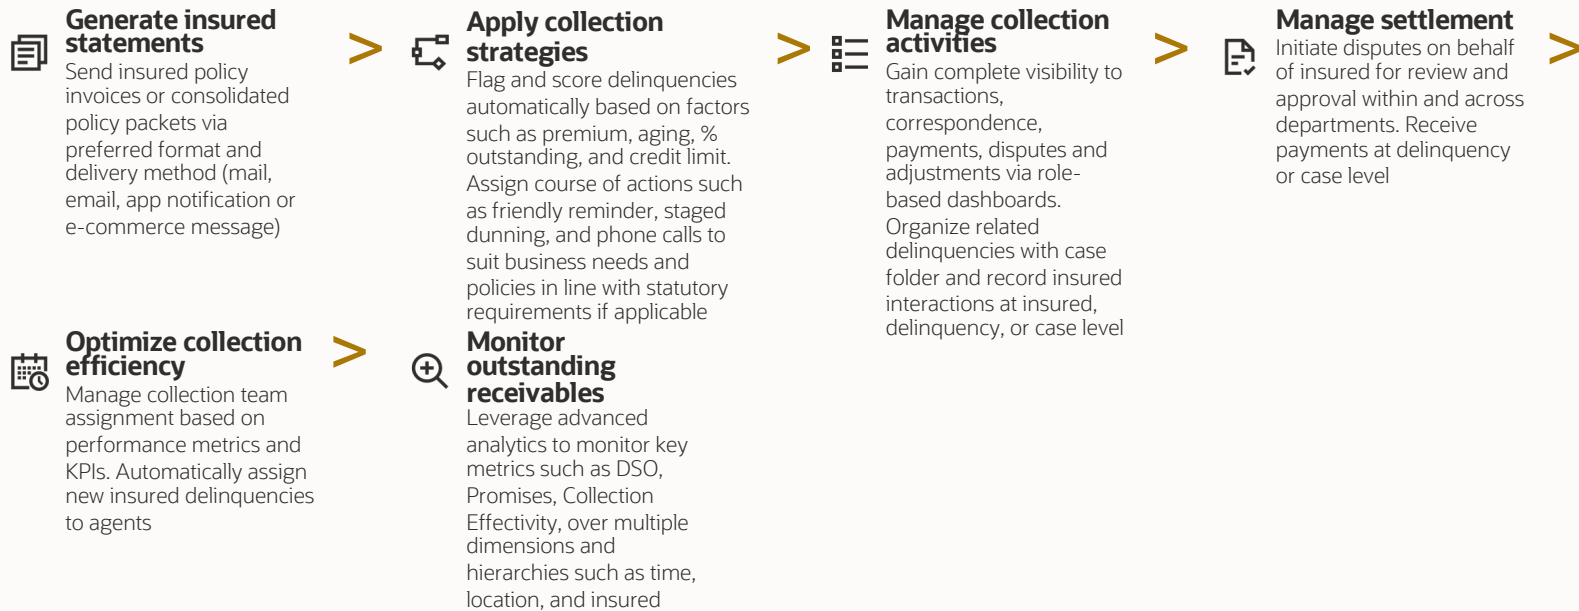 Generate insured
statements
Send insured policy
invoices or consolidated
policy packets via
preferred format and
delivery method (mail,
email, app notification or
e-commerce message)
>
Apply collection
strategies
Flag and score delinquencies
automatically based on factors
such as premium, aging, %
outstanding, and credit limit.
Assign course of actions such
as friendly reminder, staged
dunning, and phone calls to
suit business needs and
policies in line with statutory
requirements if applicable
>
Manage collection
activities
Gain complete visibility to
transactions,
correspondence,
payments, disputes and
adjustments via role-
based dashboards.
Organize related
delinquencies with case
folder and record insured
interactions at insured,
delinquency, or case level
>
Manage settlement
Initiate disputes on behalf
of insured for review and
approval within and across
departments. Receive
payments at delinquency
or case level
>
Optimize collection
efficiency
Manage collection team
assignment based on
performance metrics and
KPIs. Automatically assign
new insured delinquencies
to agents
>
Monitor
outstanding
receivables
Leverage advanced
analytics to monitor key
metrics such as DSO,
Promises, Collection
Effectivity, over multiple
dimensions and
hierarchies such as time,
location, and insured